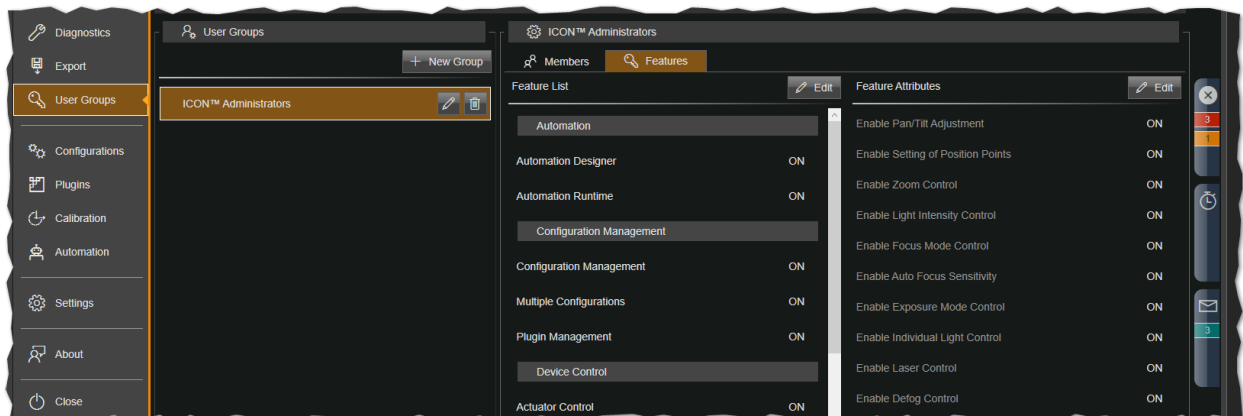 Diagnostics
Export
User Groups
Configurations
Plugins
Calibration
Automation
Settings
About
Close
User Groups
New Group
ICON™ Administrators
ICON™ Administrators
Members
Features
Feature List
Edit
Automation
Automation Designer ON
Automation Runtime ON
Configuration Management
Configuration Management ON
Multiple Configurations ON
Plugin Management ON
Device Control
Actuator Control ON
Feature Attributes
Edit
Enable Pan/Tilt Adjustment ON
Enable Setting of Position Points ON
Enable Zoom Control ON
Enable Light Intensity Control ON
Enable Focus Mode Control ON
Enable Auto Focus Sensitivity ON
Enable Exposure Mode Control ON
Enable Individual Light Control ON
Enable Laser Control ON
Enable Defog Control ON
3
1
3